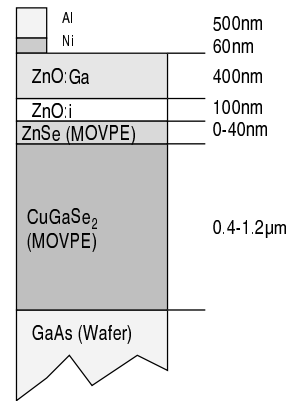 Al
500nm
Ni
60nm
ZnO:Ga
400nm
ZnO:i
100nm
ZnSe (MOVPE)
0-40nm
CuGaSe₂
(MOVPE)
0.4-1.2µm
GaAs (Wafer)